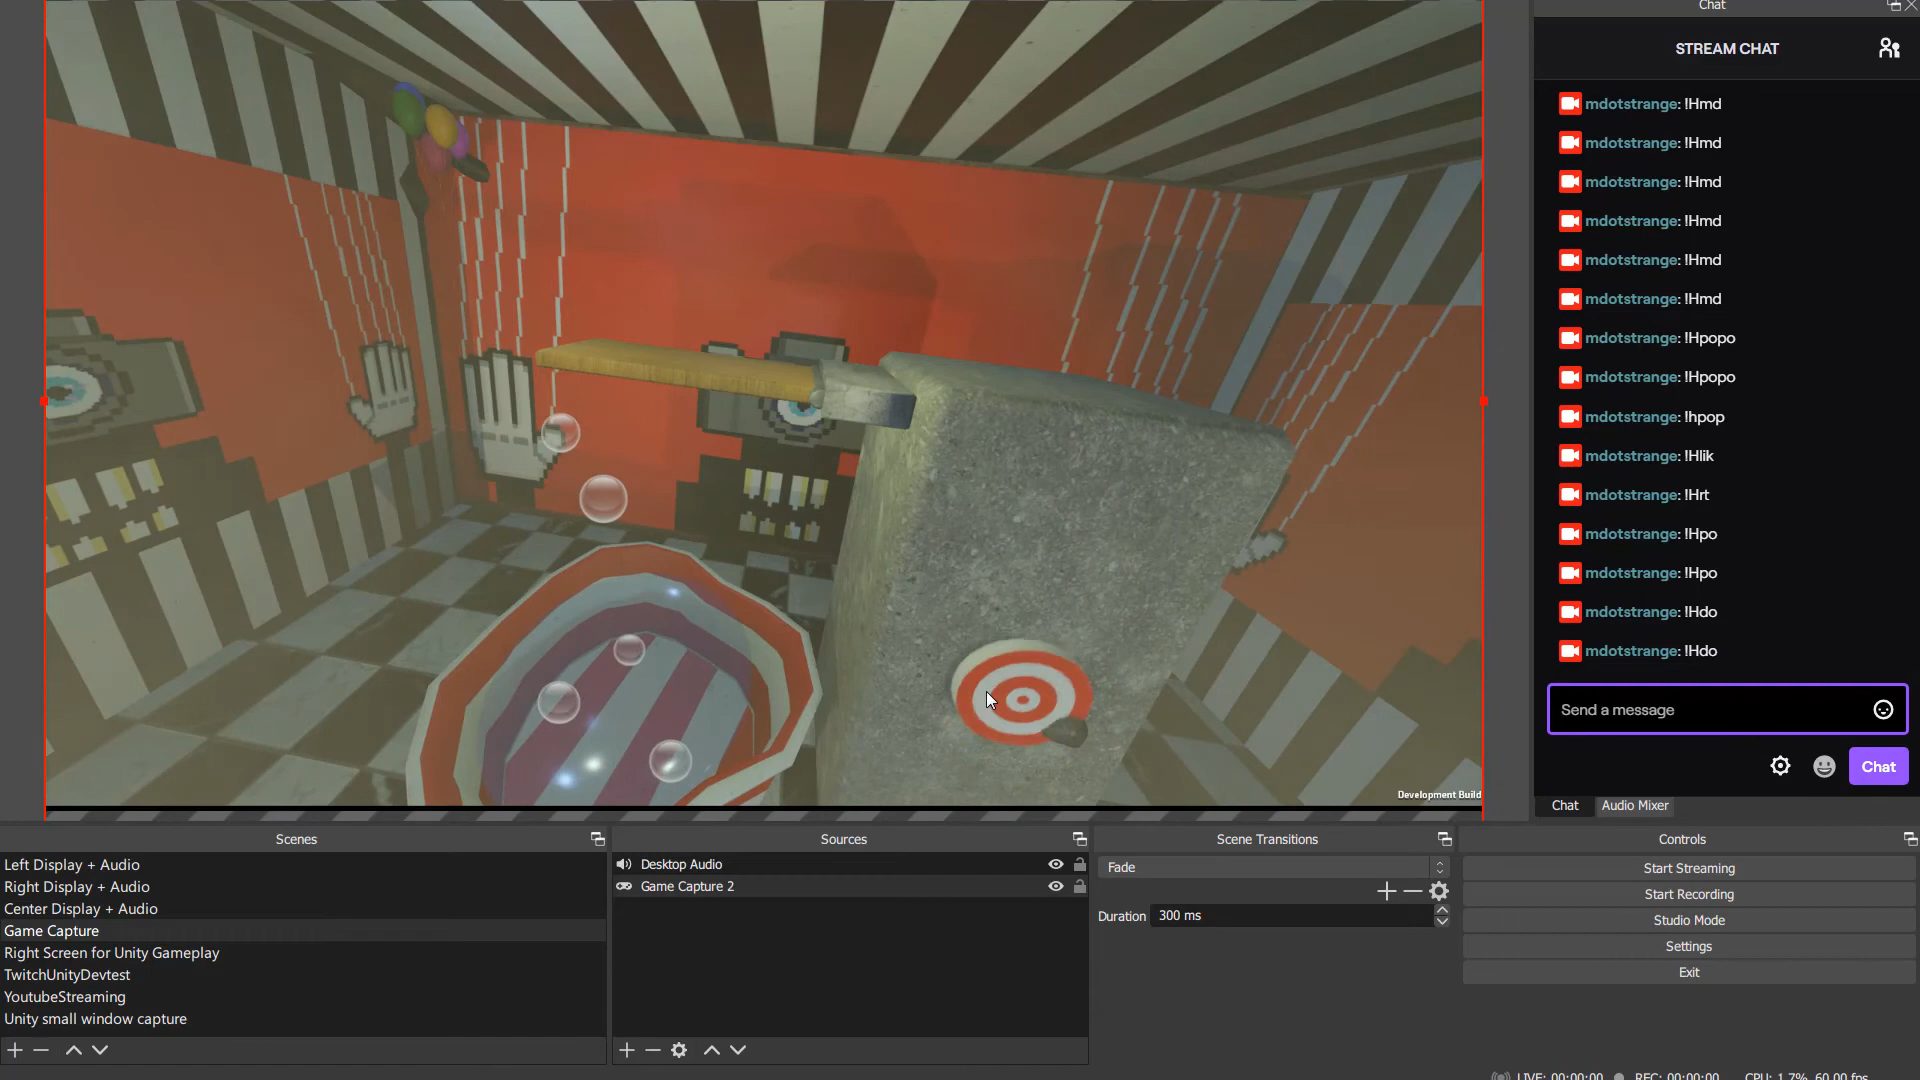 Chat
STREAM CHAT
mdotstrange: !Hmd
mdotstrange: !Hmd
mdotstrange: !Hmd
mdotstrange: !Hmd
mdotstrange: !Hmd
mdotstrange: !Hmd
mdotstrange: !Hpopo
mdotstrange: !Hpopo
mdotstrange: !hpop
mdotstrange: !Hlik
mdotstrange: !Hrt
mdotstrange: !Hpo
mdotstrange: !Hpo
mdotstrange: !Hdo
mdotstrange: !Hdo
Send a message
Chat
Chat Audio Mixer
Development Build
Scenes
Left Display + Audio
Right Display + Audio
Center Display + Audio
Game Capture
Right Screen for Unity Gameplay
TwitchUnityDevtest
YoutubeStreaming
Unity small window capture
Sources
Desktop Audio
Game Capture 2
Scene Transitions
Fade
Duration 300 ms
Controls
Start Streaming
Start Recording
Studio Mode
Settings
Exit
LIVE: 00:00:00 REC: 00:00:00 CPU: 1.7%, 60.00 fps